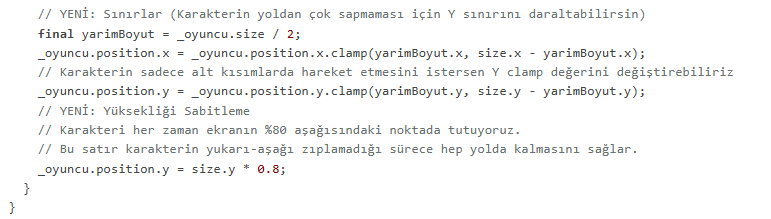 // YENİ: Sınırlar (Karakterin yoldan çok sapmaması için Y sınırını daraltabilirsin)
final yarimBoyut = _oyuncu.size / 2;
_oyuncu.position.x = _oyuncu.position.x.clamp(yarimBoyut.x, size.x - yarimBoyut.x);
// Karakterin sadece alt kısımlarda hareket etmesini istersen Y clamp değerini değiştirebiliriz
_oyuncu.position.y = _oyuncu.position.y.clamp(yarimBoyut.y, size.y - yarimBoyut.y);
// YENİ: Yüksekliği Sabitleme
// Karakteri her zaman ekranın %80 aşağısındaki noktada tutuyoruz.
// Bu satır karakterin yukarı-aşağı zıplamadığı sürece hep yolda kalmasını sağlar.
_oyuncu.position.y = size.y * 0.8;
}
}